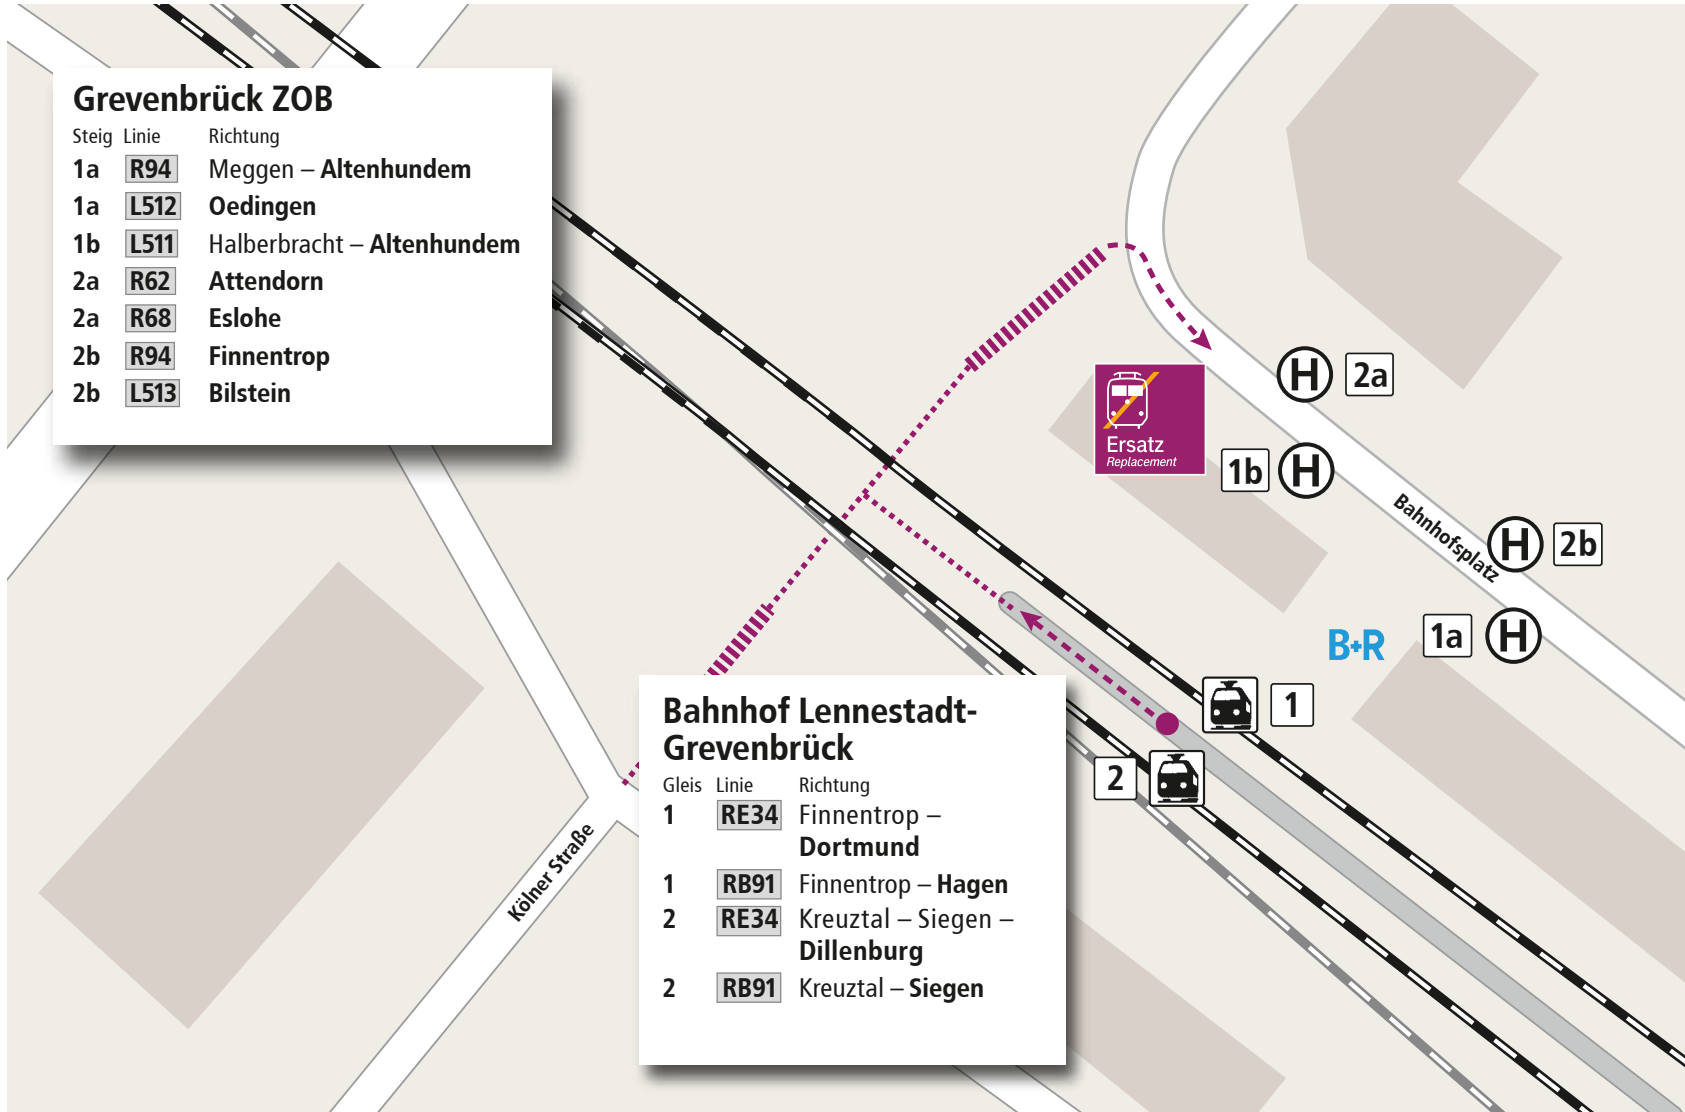 Grevenbrück ZOB
Steig Linie Richtung
1a R94 Meggen – Altenhundem
1a L512 Oedingen
1b L511 Halberbracht – Altenhundem
2a R62 Attendorn
2a R68 Eslohe
2b R94 Finnentrop
2b L513 Bilstein
H 2a
Ersatz
Replacement
1b H
Bahnhofsplatz
H 2b
B+R
1a H
1
2
Kölner Straße
Bahnhof Lennestadt-
Grevenbrück
Gleis Linie Richtung
1 RE34 Finnentrop –
Dortmund
1 RB91 Finnentrop – Hagen
2 RE34 Kreuztal – Siegen –
Dillenburg
2 RB91 Kreuztal – Siegen